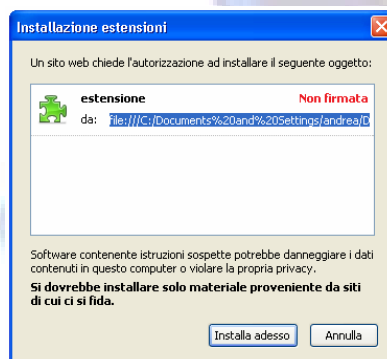 Installazione estensioni
Un sito web chiede l'autorizzazione ad installare il seguente oggetto:
estensione Non firmata
da: file:///C:/Documents%20and%20Settings/andrea/D
Software contenente istruzioni sospette potrebbe danneggiare i dati
contenuti in questo computer o violare la propria privacy.
Si dovrebbe installare solo materiale proveniente da siti
di cui ci si fida.
Installa adesso Annulla